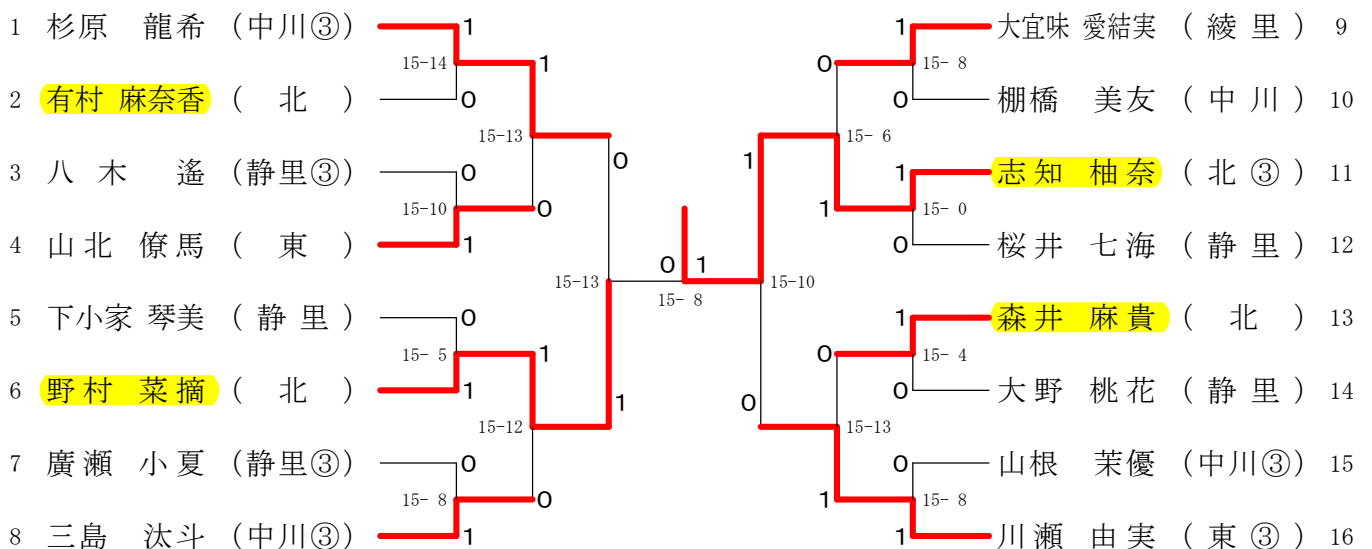 1 杉原 龍希 (中川③) 1 1 大宜味 愛結実 (綾里) 9
15-14 1 0 15- 8
2 有村 麻奈香 (北) 0 0 棚橋 美友 (中川) 10
15-13 15- 6
3 八木 遙 (静里③) 0 0 1 1 志知 柚奈 (北③) 11
15-10 0 1 15- 0
4 山北 僚馬 (東) 1 0 桜井 七海 (静里) 12
15-13 0 1 15- 8 15-10
5 下小家 琴美 (静里) 0 1 森井 麻貴 (北) 13
15- 5 1 0 15- 4
6 野村 菜摘 (北) 1 1 0 0 大野 桃花 (静里) 14
15-12 15-13
7 廣瀬 小夏 (静里③) 0 0 山根 茉優 (中川③) 15
15- 8 0 1 15- 8
8 三島 汰斗 (中川③) 1 1 川瀬 由実 (東③) 16